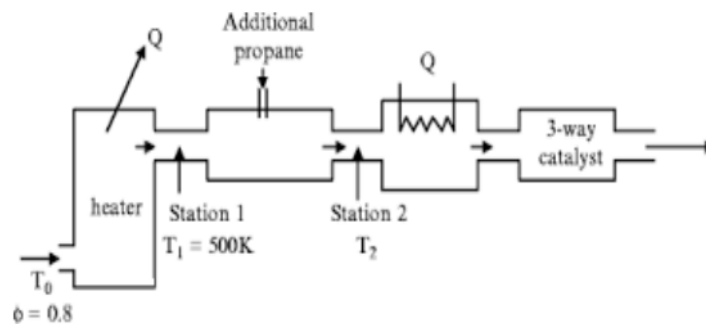 Additional
propane
Q
Q
3-way
catalyst
heater
Station 1
T₁ = 500K
Station 2
T₂
T₀
ϕ = 0.8